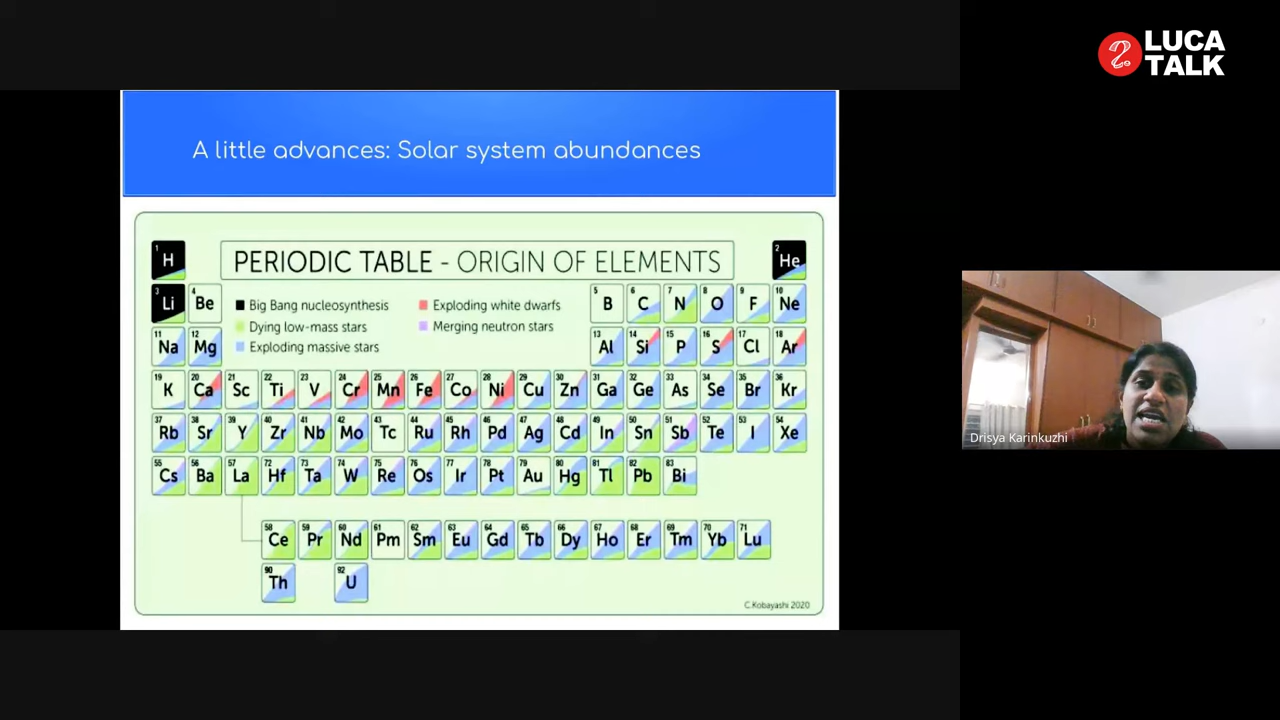 LUCA
TALK
A little advances: Solar system abundances
PERIODIC TABLE - ORIGIN OF ELEMENTS
1 H
2 He
3 Li
4 Be
Big Bang nucleosynthesis
Exploding white dwarfs
Dying low-mass stars
Merging neutron stars
Exploding massive stars
5 B
6 C
7 N
8 O
9 F
10 Ne
11 Na
12 Mg
13 Al
14 Si
15 P
16 S
17 Cl
18 Ar
19 K
20 Ca
21 Sc
22 Ti
23 V
24 Cr
25 Mn
26 Fe
27 Co
28 Ni
29 Cu
30 Zn
31 Ga
32 Ge
33 As
34 Se
35 Br
36 Kr
37 Rb
38 Sr
39 Y
40 Zr
41 Nb
42 Mo
43 Tc
44 Ru
45 Rh
46 Pd
47 Ag
48 Cd
49 In
50 Sn
51 Sb
52 Te
53 I
54 Xe
55 Cs
56 Ba
57 La
72 Hf
73 Ta
74 W
75 Re
76 Os
77 Ir
78 Pt
79 Au
80 Hg
81 Tl
82 Pb
83 Bi
58 Ce
59 Pr
60 Nd
61 Pm
62 Sm
63 Eu
64 Gd
65 Tb
66 Dy
67 Ho
68 Er
69 Tm
70 Yb
71 Lu
90 Th
92 U
C.Kobayashi 2020
Drisya Karinkuzhi